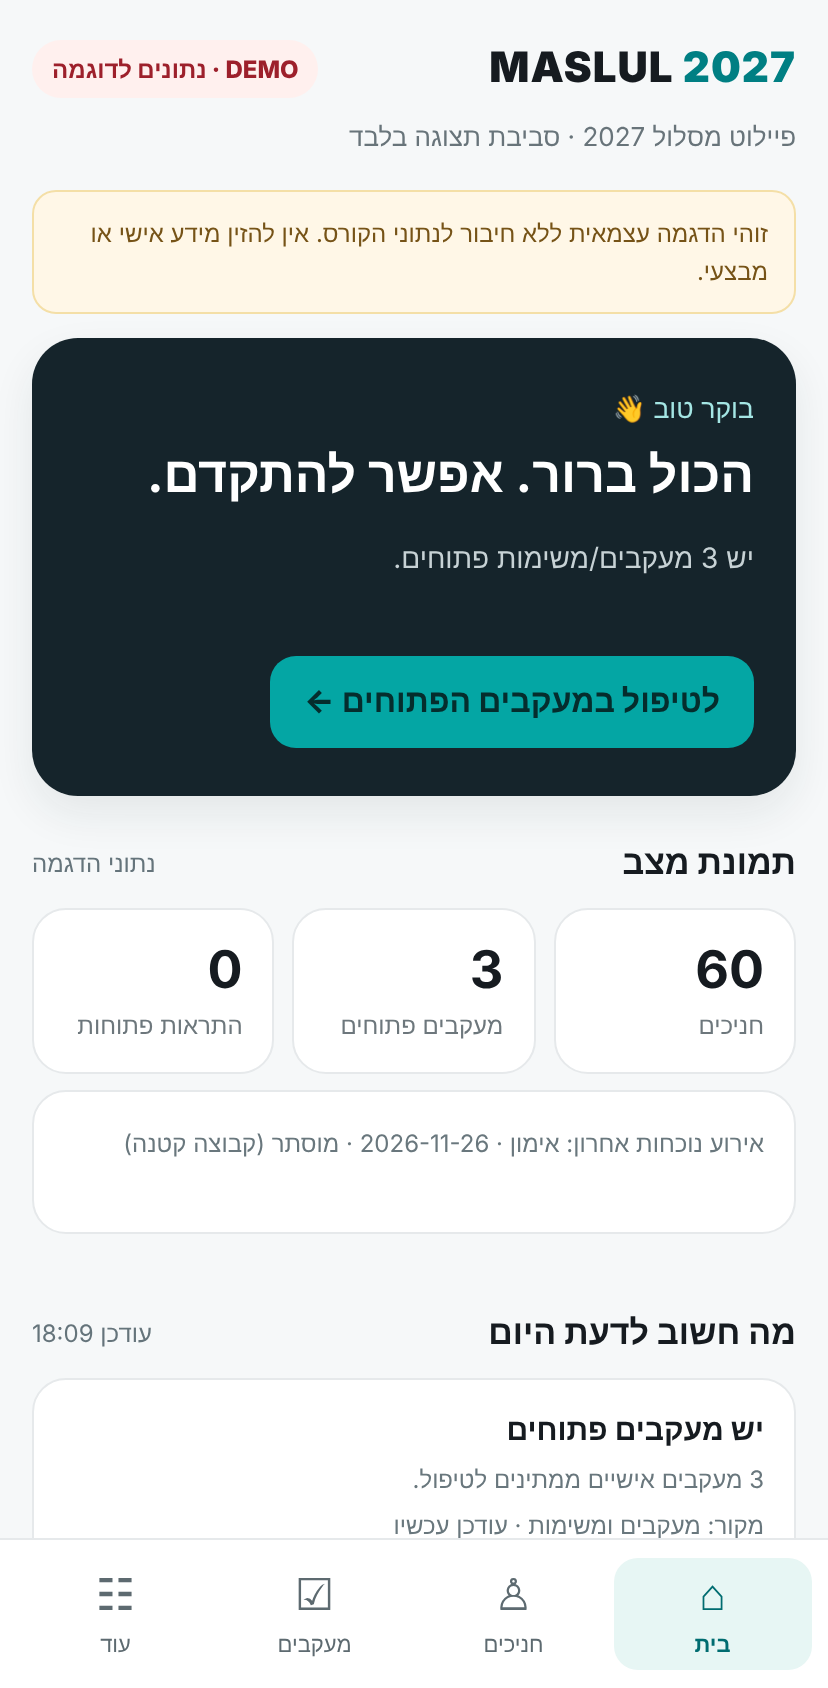 MASLUL 2027
DEMO · נתונים לדוגמה
פיילוט מסלול 2027 · סביבת תצוגה בלבד
זוהי הדגמה עצמאית ללא חיבור לנתוני הקורס. אין להזין מידע אישי או
מבצעי.
בוקר טוב 👋
הכול ברור. אפשר להתקדם.
יש 3 מעקבים/משימות פתוחים.
לטיפול במעקבים הפתוחים ←
תמונת מצב
נתוני הדגמה
60
חניכים
3
מעקבים פתוחים
0
התראות פתוחות
אירוע נוכחות אחרון: אימון · 2026-11-26 · מוסתר (קבוצה קטנה)
מה חשוב לדעת היום
עודכן 18:09
יש מעקבים פתוחים
3 מעקבים אישיים ממתינים לטיפול.
מקור: מעקבים ומשימות · עודכן עכשיו
בית
חניכים
מעקבים
עוד